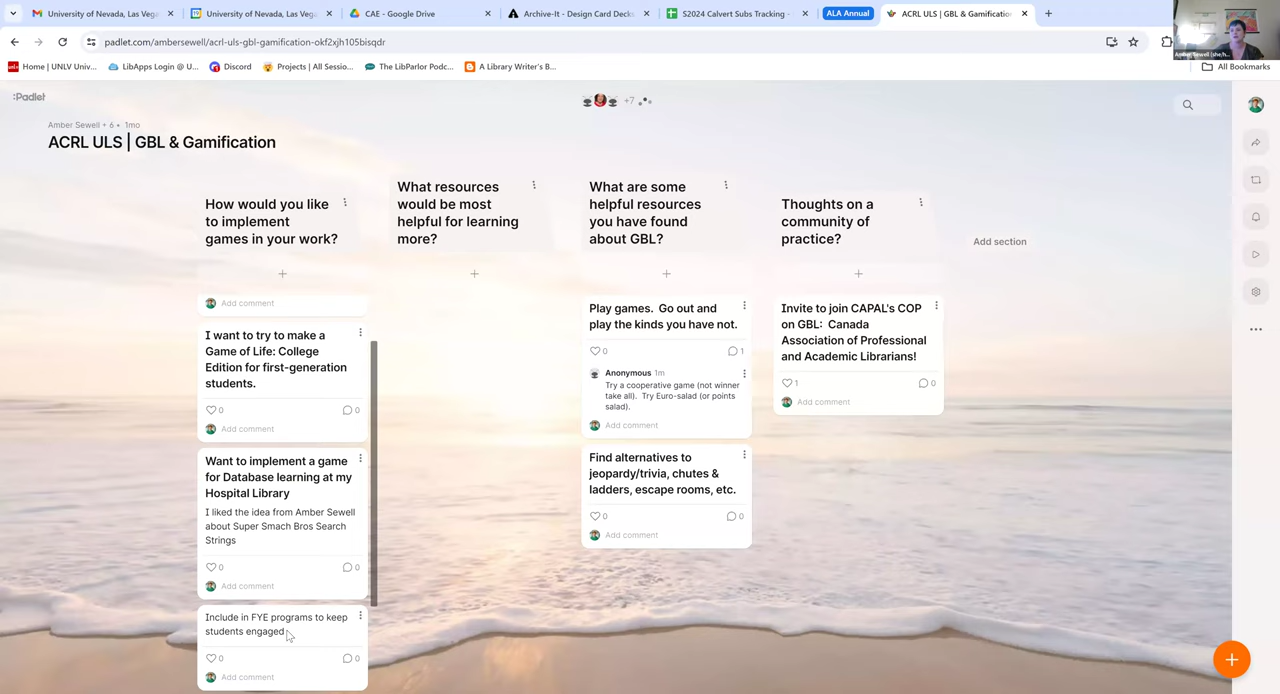 University of Nevada, Las Vega
University of Nevada, Las Vega
CAE - Google Drive
Archive-It - Design Card Decks
S2024 Calvert Subs Tracking -
ALA Annual
ACRL ULS | GBL & Gamificatio
padlet.com/ambersewell/acrl-uls-gbl-gamification-okf2xjh105bisqdr
Home | UNLV Univ...
LibApps Login @ U...
Discord
Projects | All Sessio...
The LibParlor Podc...
A Library Writer's B...
All Bookmarks
:Padlet
+7
Amber Sewell + 6 • 1mo
ACRL ULS | GBL & Gamification
How would you like
to implement
games in your work?
Add comment
I want to try to make a
Game of Life: College
Edition for first-generation
students.
0
0
Add comment
Want to implement a game
for Database learning at my
Hospital Library
I liked the idea from Amber Sewell
about Super Smach Bros Search
Strings
0
0
Add comment
Include in FYE programs to keep
students engaged
0
0
Add comment
What resources
would be most
helpful for learning
more?
What are some
helpful resources
you have found
about GBL?
Play games. Go out and
play the kinds you have not.
0
1
Anonymous 1m
Try a cooperative game (not winner
take all). Try Euro-salad (or points
salad).
Add comment
Find alternatives to
jeopardy/trivia, chutes &
ladders, escape rooms, etc.
0
0
Add comment
Thoughts on a
community of
practice?
Invite to join CAPAL's COP
on GBL: Canada
Association of Professional
and Academic Librarians!
1
0
Add comment
Add section